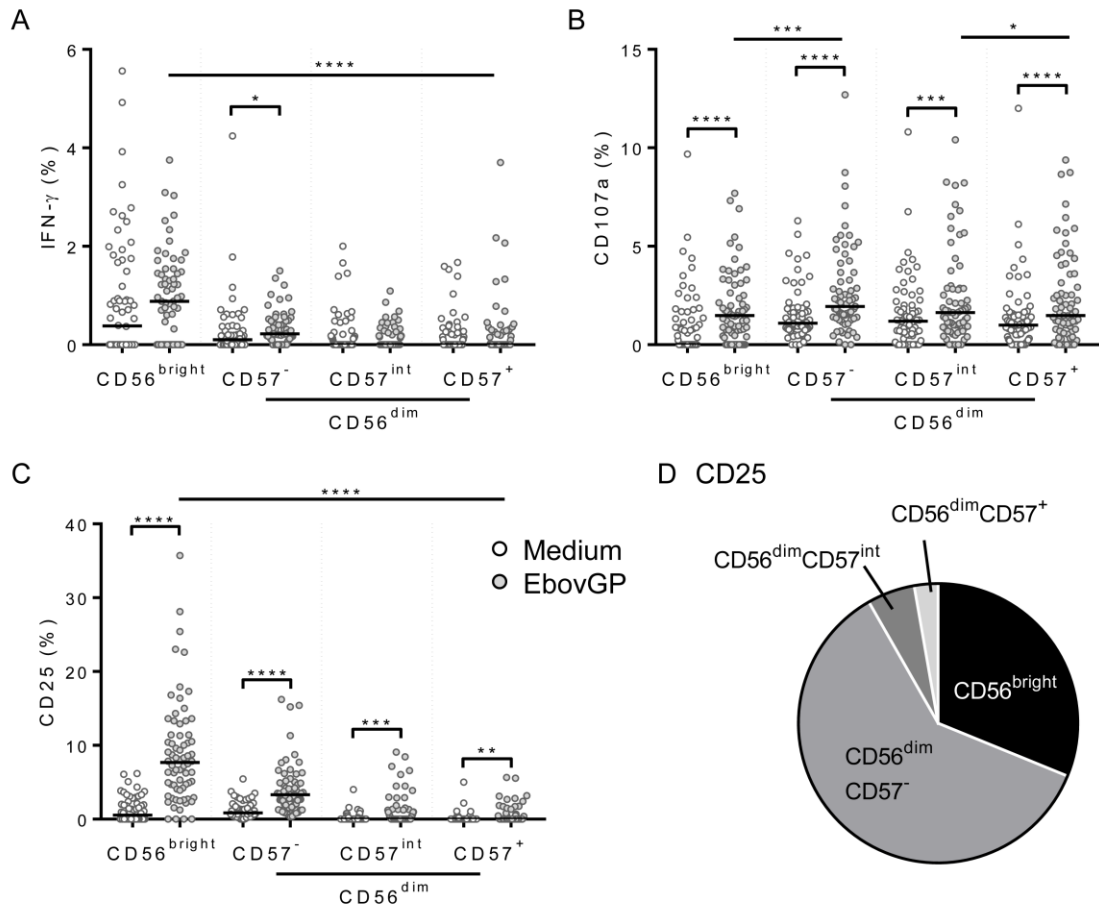 A
IFN-γ (%)
6
4
2
0
****
*
CD56bright
CD57-
CD57int
CD57+
CD56dim
B
CD107a (%)
15
10
5
0
***
*
****
****
***
****
CD56bright
CD57-
CD57int
CD57+
CD56dim
C
CD25 (%)
40
30
20
10
0
****
****
****
***
**
Medium
EbovGP
CD56bright
CD57-
CD57int
CD57+
CD56dim
D CD25
CD56dimCD57+
CD56dimCD57int
CD56bright
CD56dim
CD57-